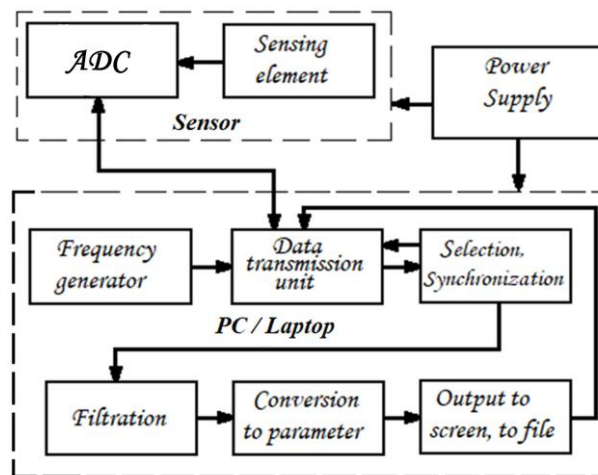 ADC
Sensing
element
Sensor
Power
Supply
Frequency
generator
Data
transmission
unit
Selection,
Synchronization
PC / Laptop
Filtration
Conversion
to parameter
Output to
screen, to file